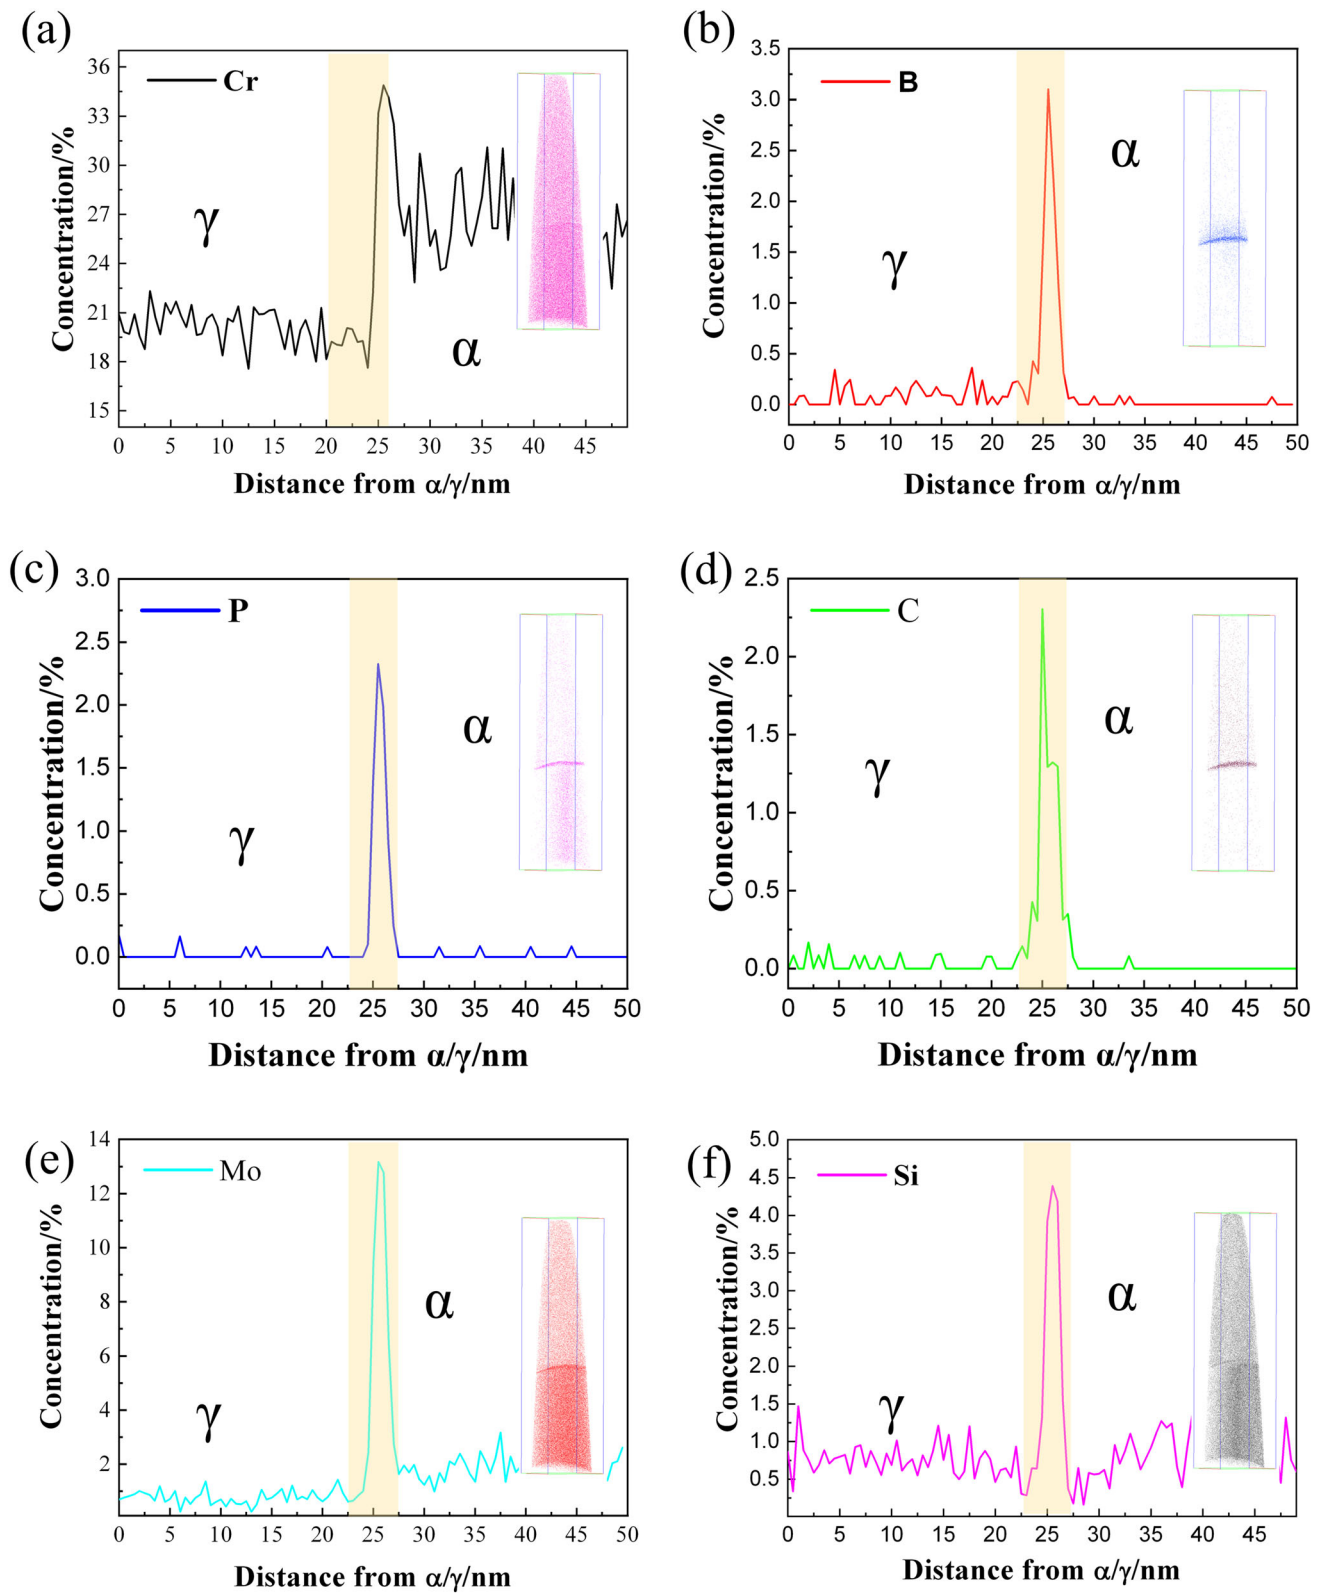 (a)
Cr
36
33
30
27
24
21
18
15
Concentration/%
γ
α
0 5 10 15 20 25 30 35 40 45
Distance from α/γ/nm
(b)
B
3.5
3.0
2.5
2.0
1.5
1.0
0.5
0.0
Concentration/%
γ
α
0 5 10 15 20 25 30 35 40 45 50
Distance from α/γ/nm
(c)
P
3.0
2.5
2.0
1.5
1.0
0.5
0.0
Concentration/%
γ
α
0 5 10 15 20 25 30 35 40 45 50
Distance from α/γ/nm
(d)
C
2.5
2.0
1.5
1.0
0.5
0.0
Concentration/%
γ
α
0 5 10 15 20 25 30 35 40 45 50
Distance from α/γ/nm
(e)
Mo
14
12
10
8
6
4
2
Concentration/%
γ
α
0 5 10 15 20 25 30 35 40 45 50
Distance from α/γ/nm
(f)
Si
5.0
4.5
4.0
3.5
3.0
2.5
2.0
1.5
1.0
0.5
Concentration/%
γ
α
0 5 10 15 20 25 30 35 40 45
Distance from α/γ/nm